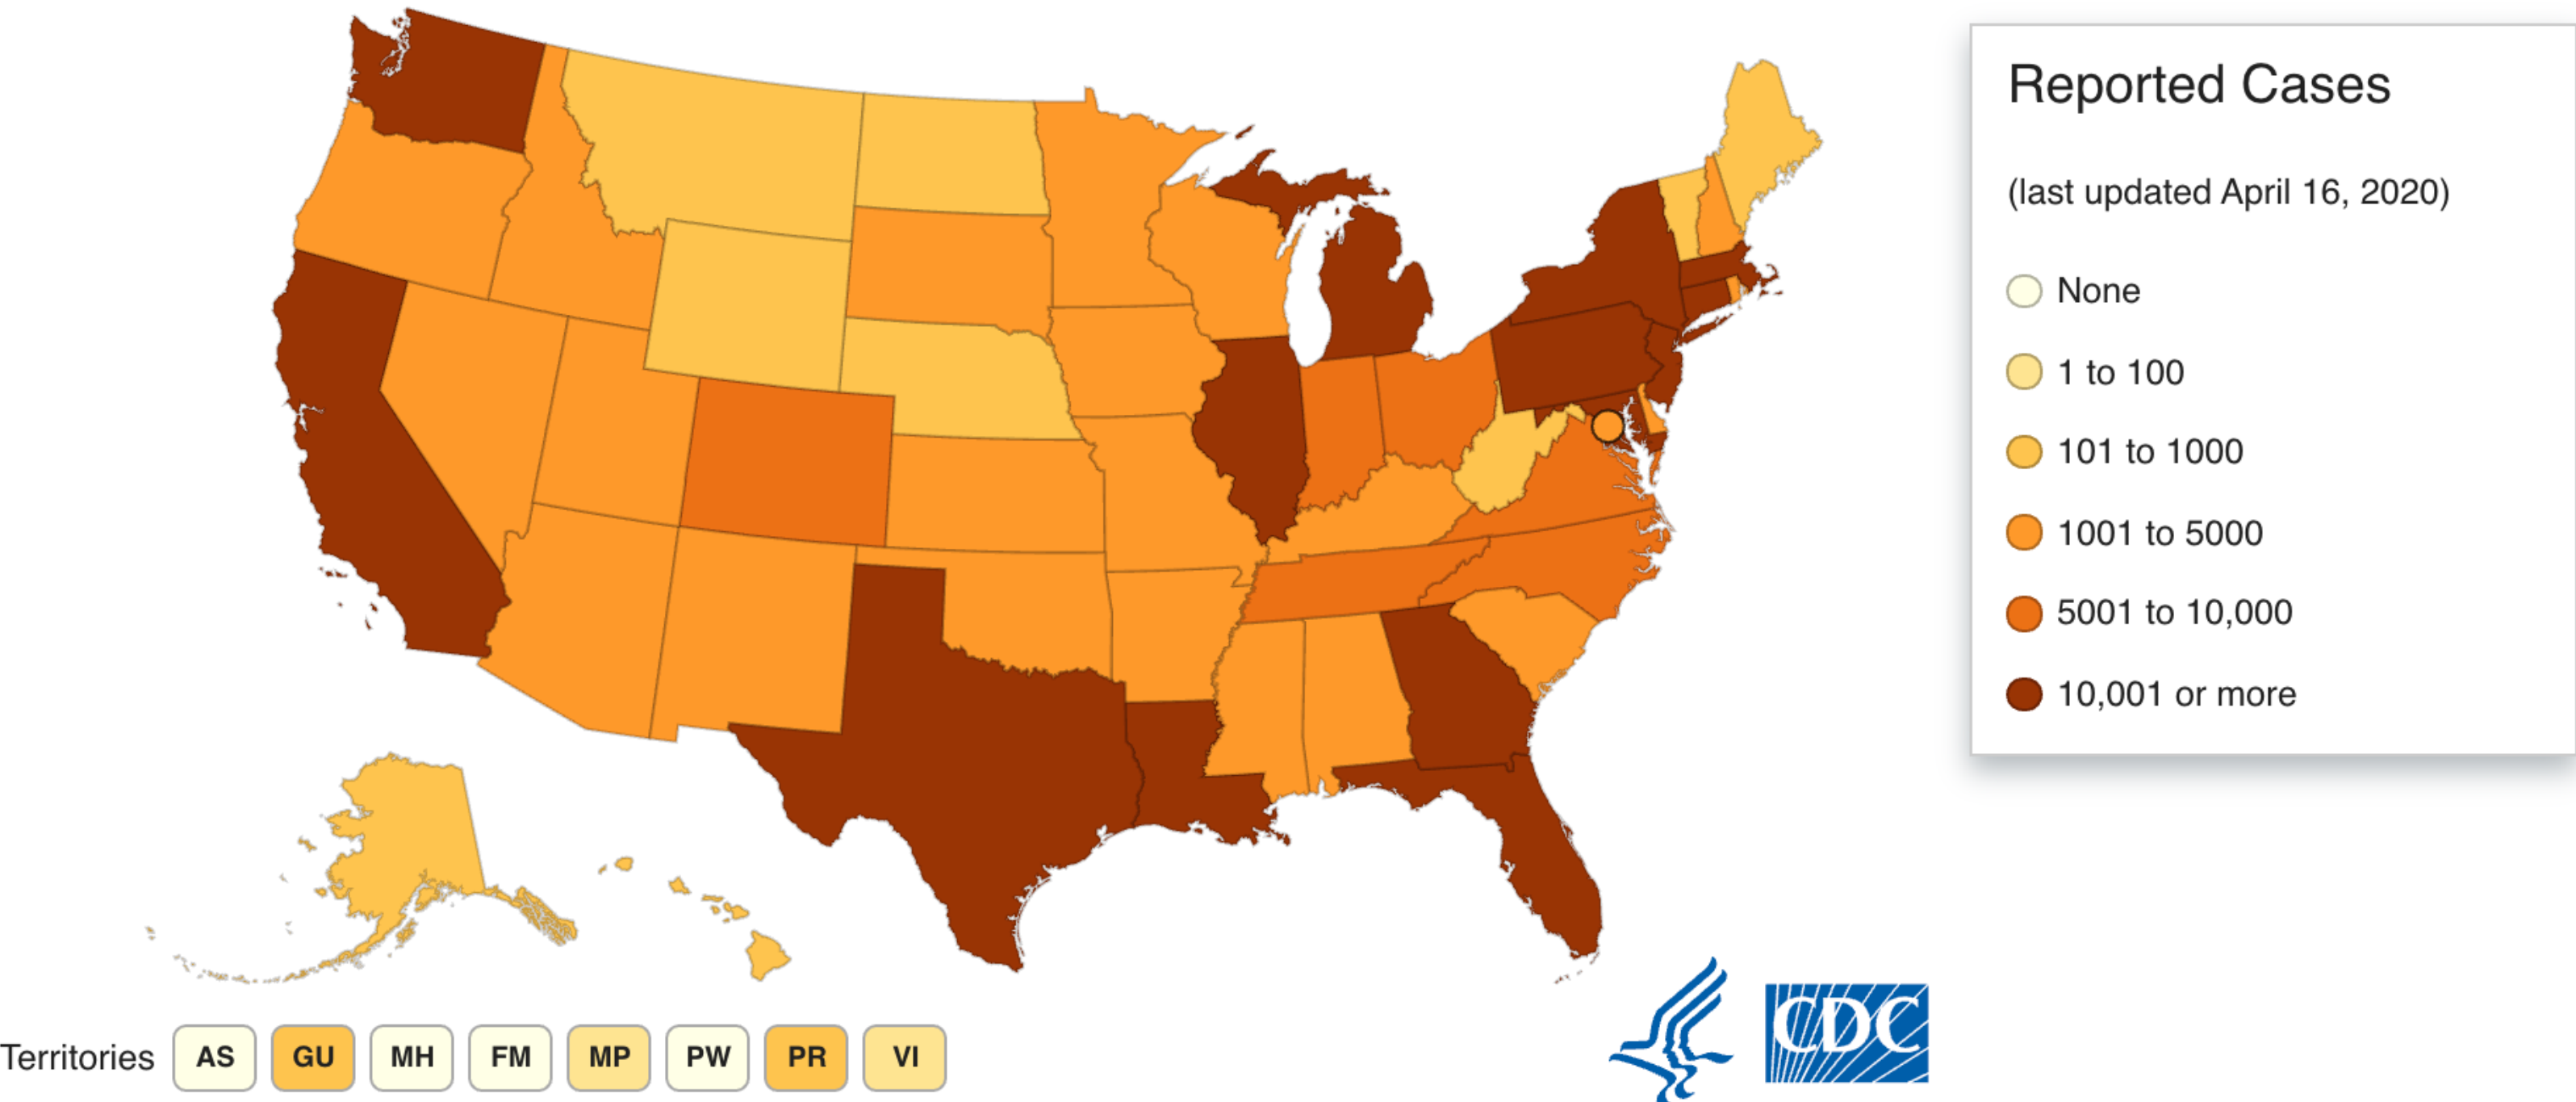 Reported Cases
(last updated April 16, 2020)
None
1 to 100
101 to 1000
1001 to 5000
5001 to 10,000
10,001 or more
CDC
Territories AS GU MH FM MP PW PR VI